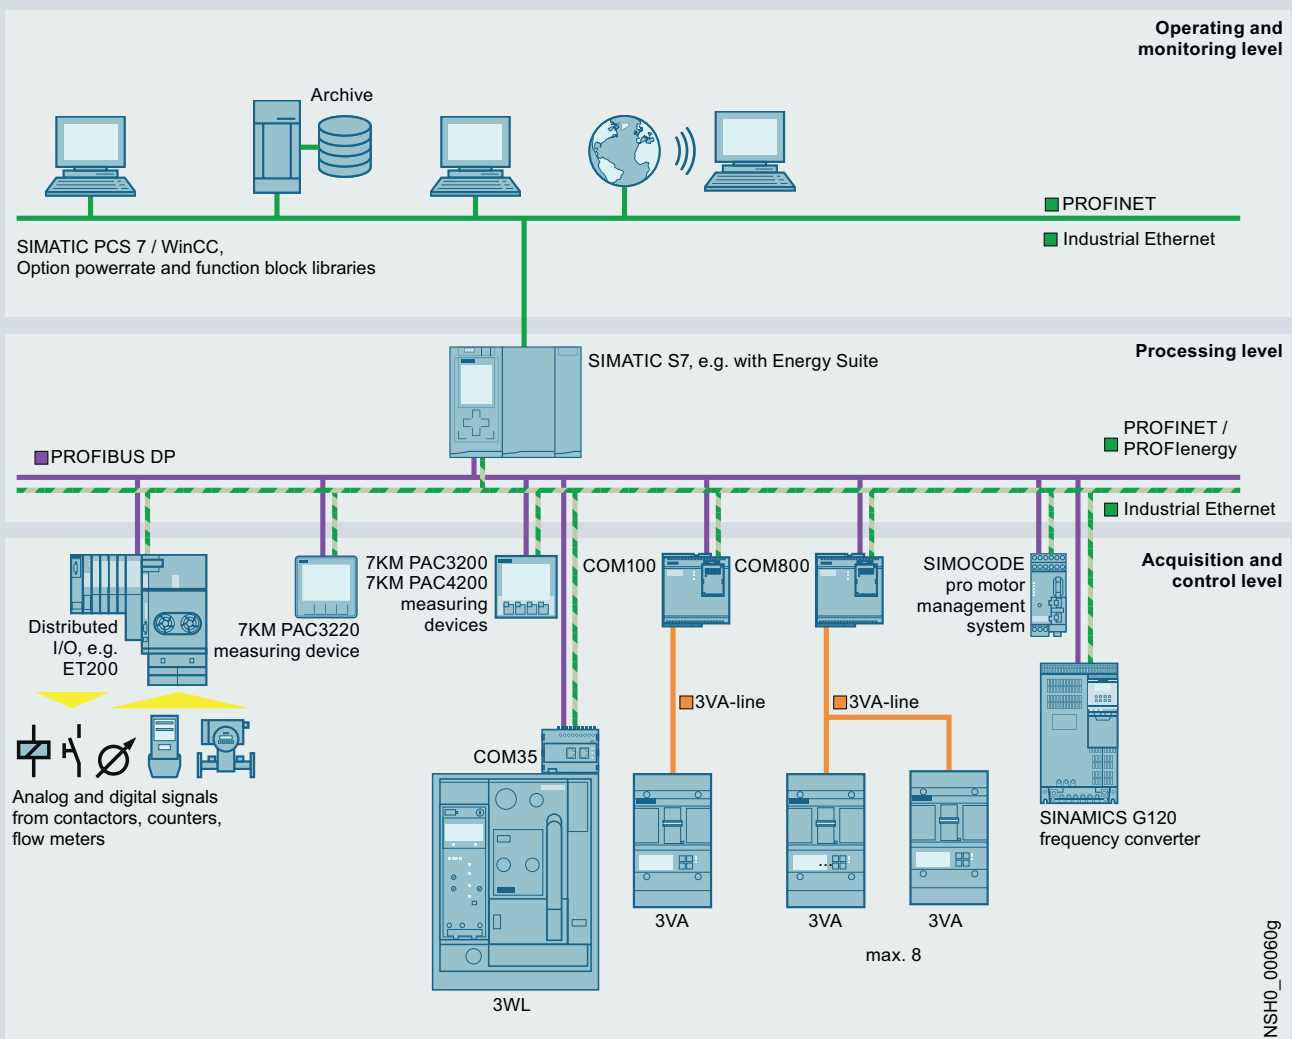 Operating and
monitoring level
Archive
PROFINET
Industrial Ethernet
SIMATIC PCS 7 / WinCC,
Option powerrate and function block libraries
Processing level
SIMATIC S7, e.g. with Energy Suite
PROFIBUS DP
PROFINET /
PROFIenergy
Industrial Ethernet
Acquisition and
control level
Distributed
I/O, e.g.
ET200
7KM PAC3220
measuring device
7KM PAC3200
7KM PAC4200
measuring
devices
COM100
COM800
SIMOCODE
pro motor
management
system
3VA-line
3VA-line
COM35
Analog and digital signals
from contactors, counters,
flow meters
SINAMICS G120
frequency converter
3VA
3VA
3VA
max. 8
3WL
NSH0_00060g